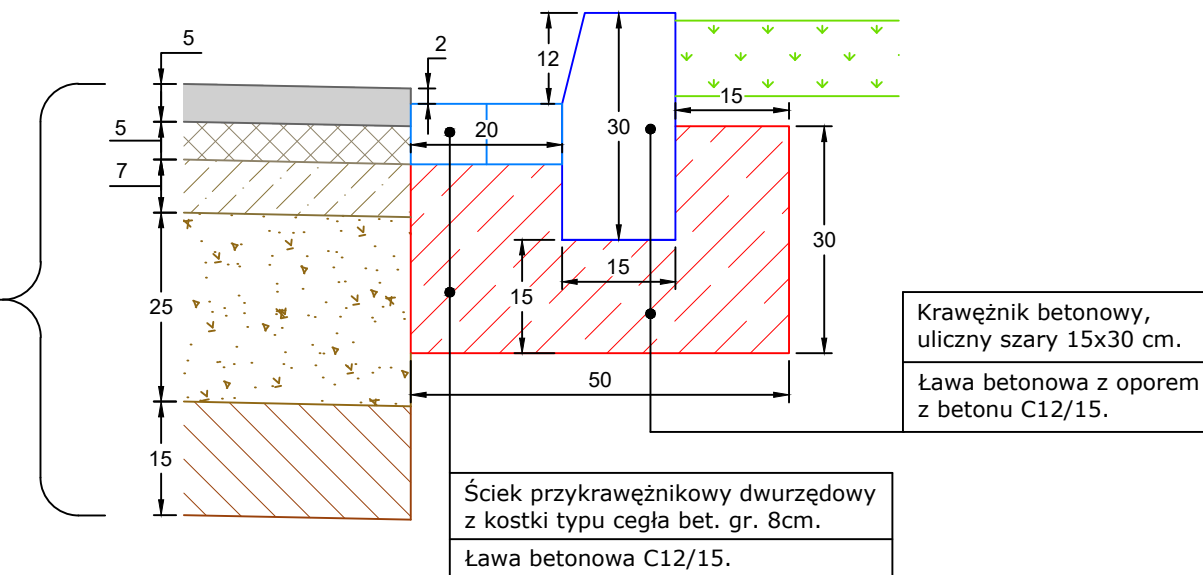 5
2
12
15
5
20
30
7
30
15
15
25
50
15
Krawężnik betonowy,
uliczny szary 15x30 cm.
Ława betonowa z oporem
z betonu C12/15.
Ściek przykrawężnikowy dwurzędowy
z kostki typu cegła bet. gr. 8cm.
Ława betonowa C12/15.